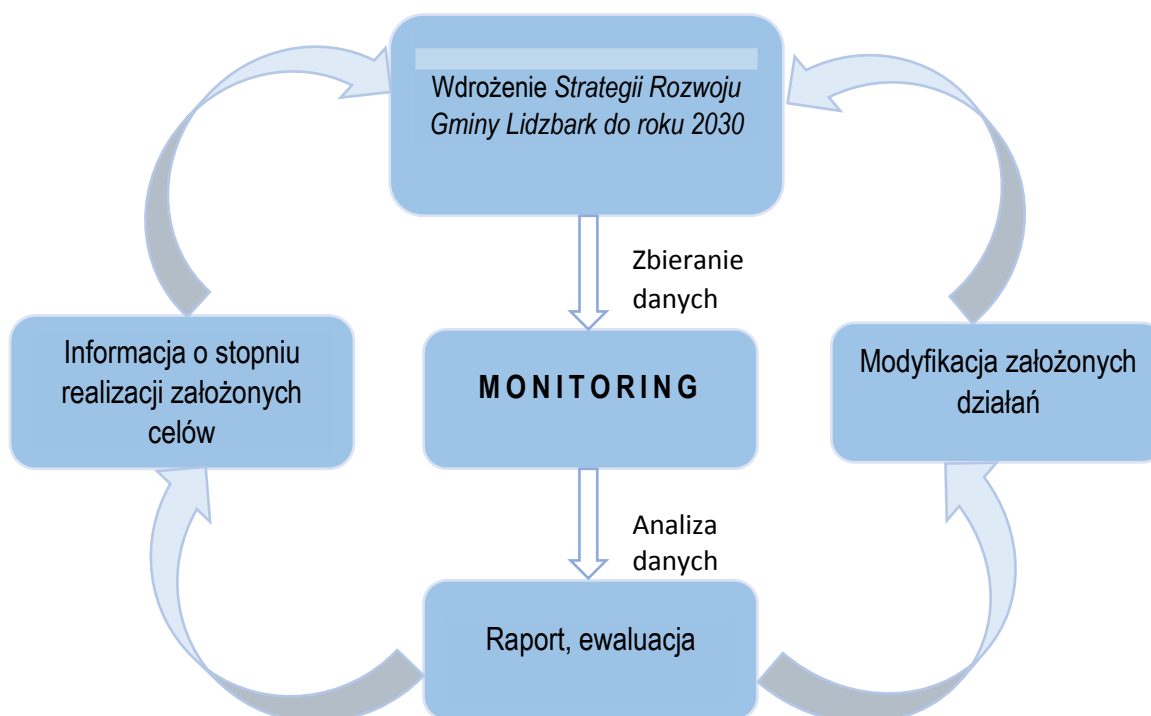 Wdrożenie Strategii Rozwoju
Gminy Lidzbark do roku 2030
Zbieranie
danych
Informacja o stopniu
realizacji założonych
celów
MONITORING
Modyfikacja założonych
działań
Analiza
danych
Raport, ewaluacja